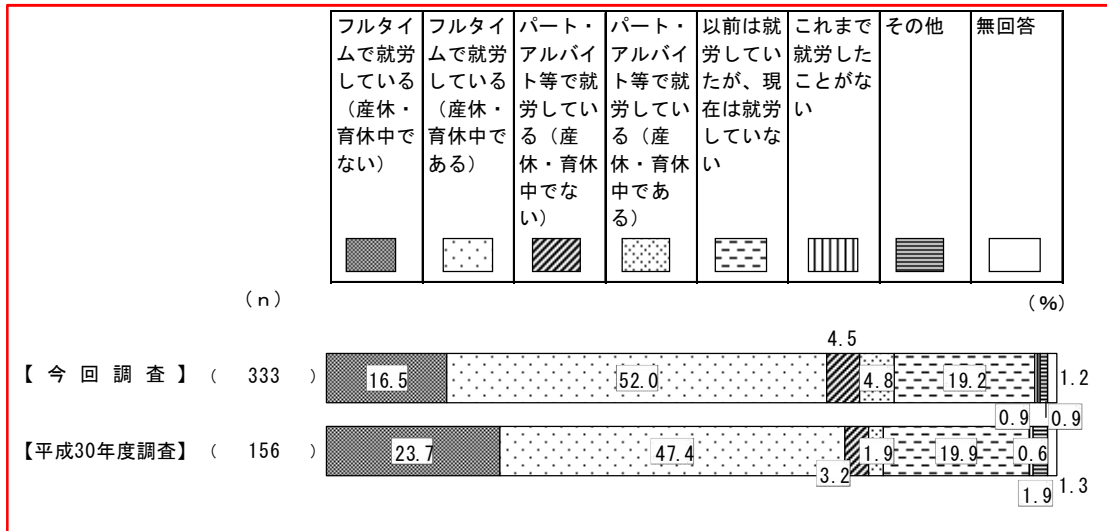 フルタイムで就労している（産休・育休中でない）
フルタイムで就労している（産休・育休中である）
パート・アルバイト等で就労している（産休・育休中でない）
パート・アルバイト等で就労している（産休・育休中である）
以前は就労していたが、現在は就労していない
これまで就労したことがない
その他
無回答
（ｎ）
（%）
【 今 回 調 査 】（ 333 ）
16.5
52.0
4.5
4.8
19.2
0.9
0.9
1.2
【平成30年度調査】（ 156 ）
23.7
47.4
3.2
1.9
19.9
0.6
1.9
1.3